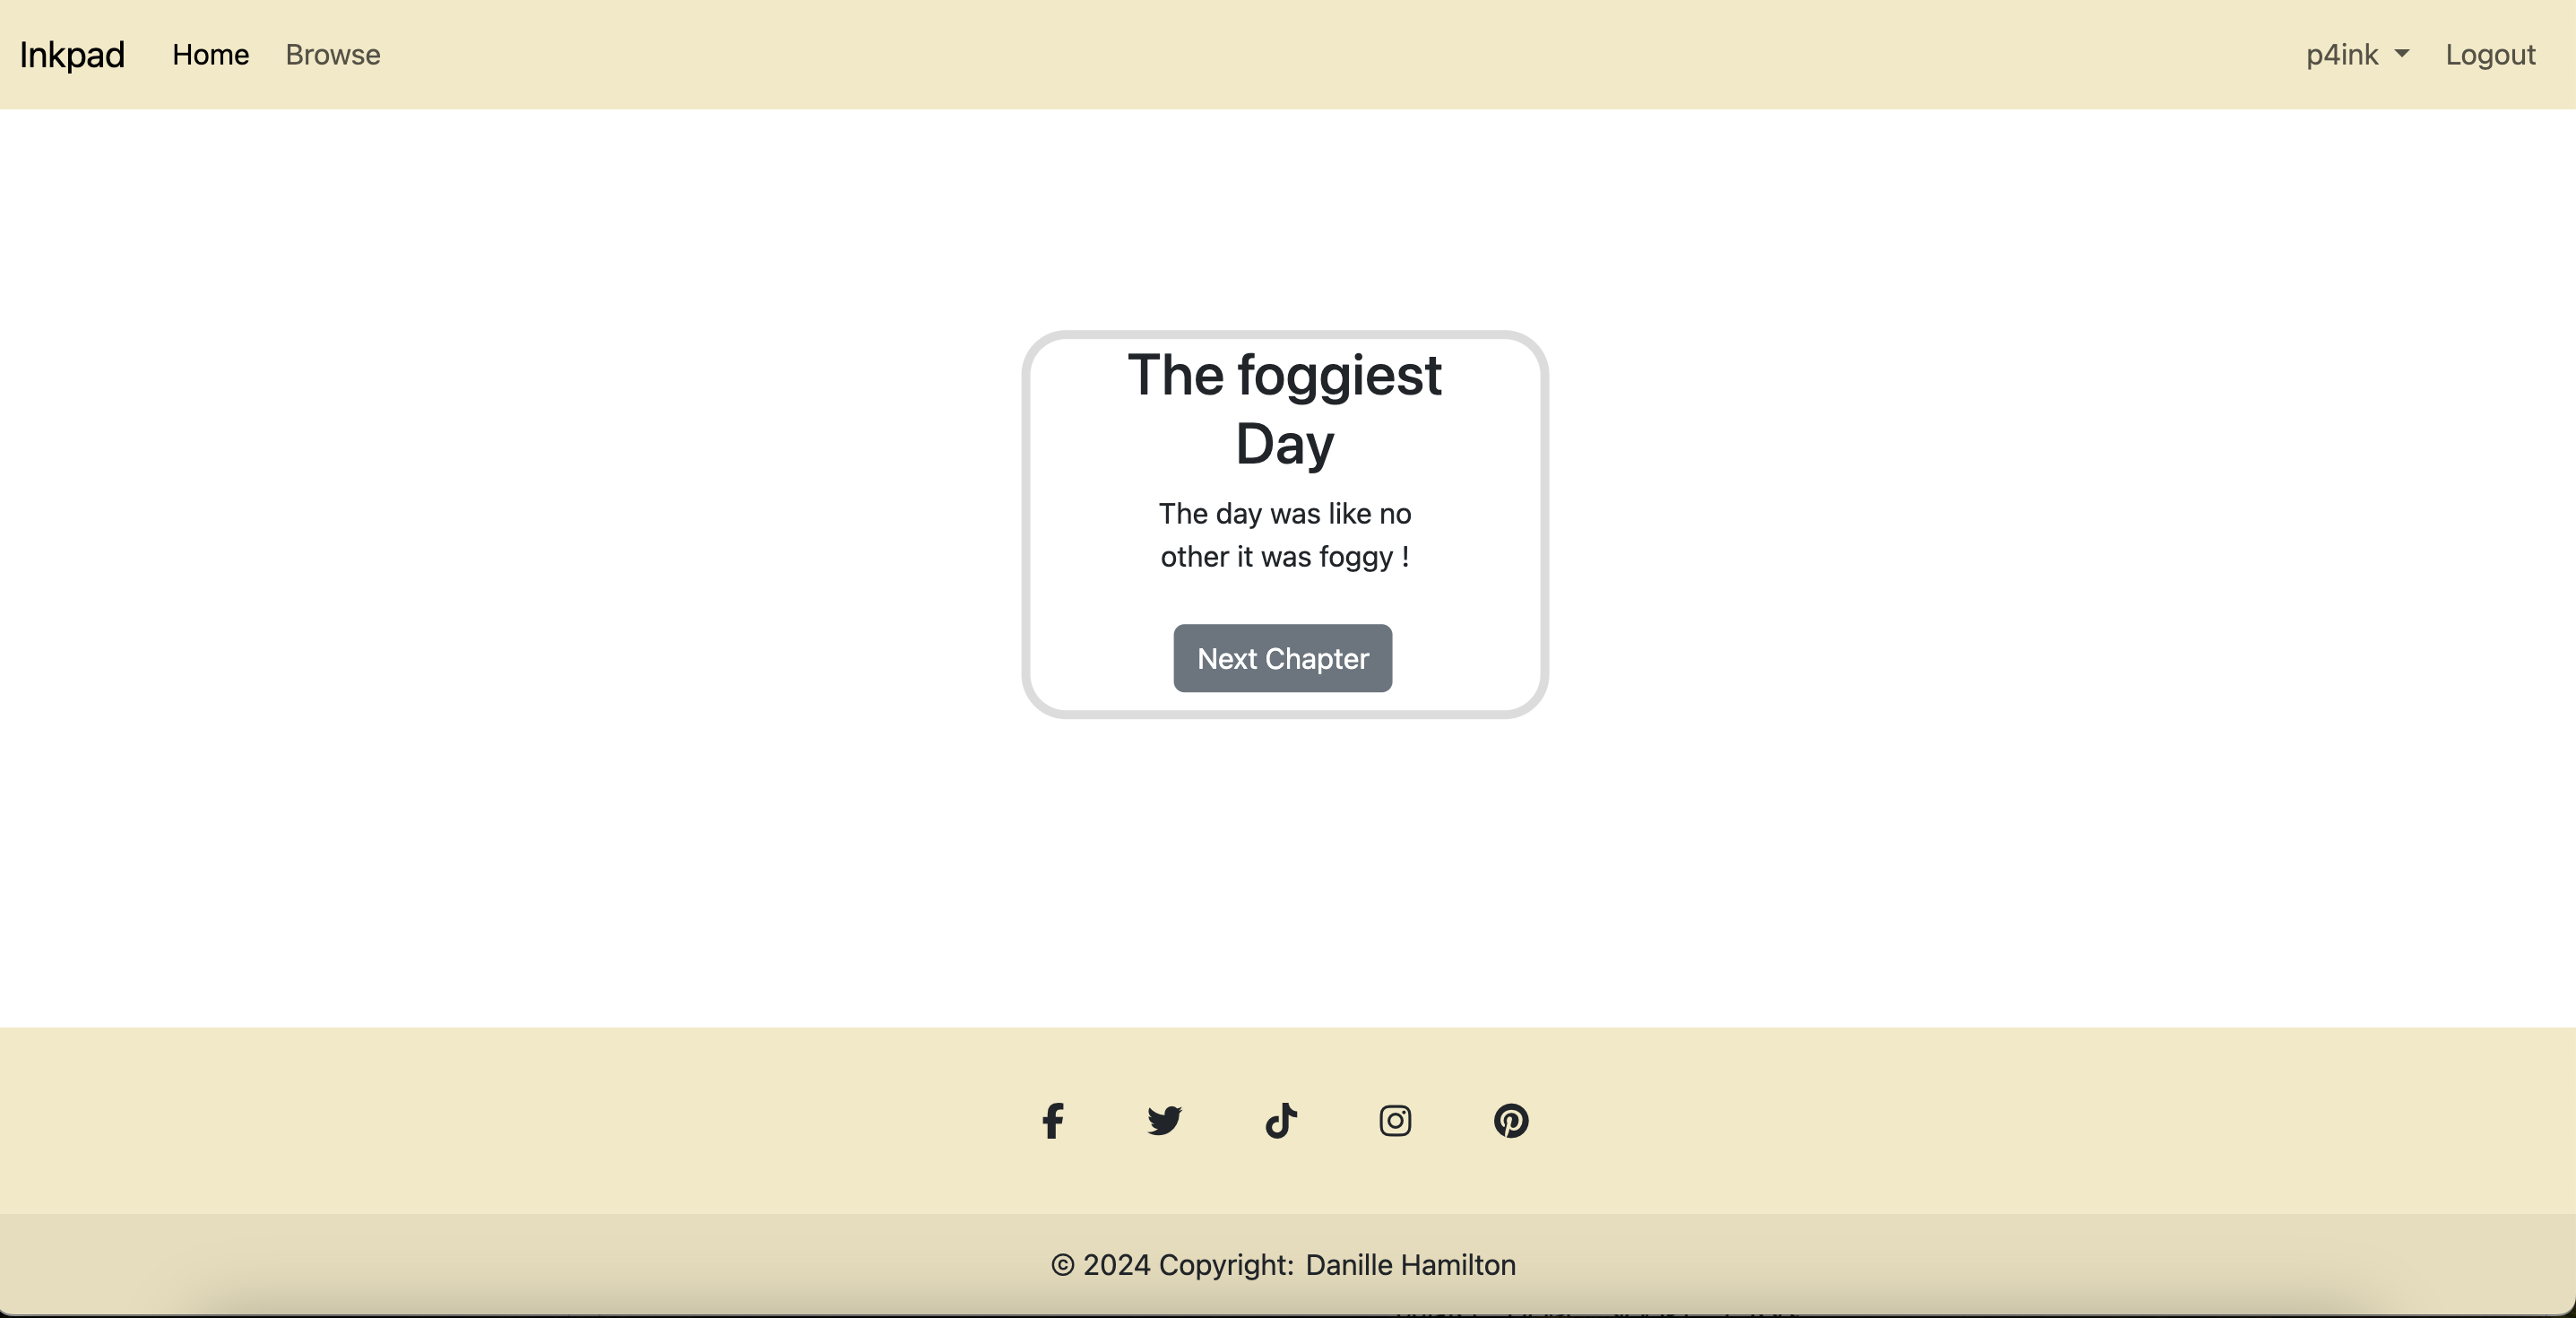 Inkpad Home Browse p4ink Logout
The foggiest
Day
The day was like no
other it was foggy !
Next Chapter
© 2024 Copyright: Danille Hamilton